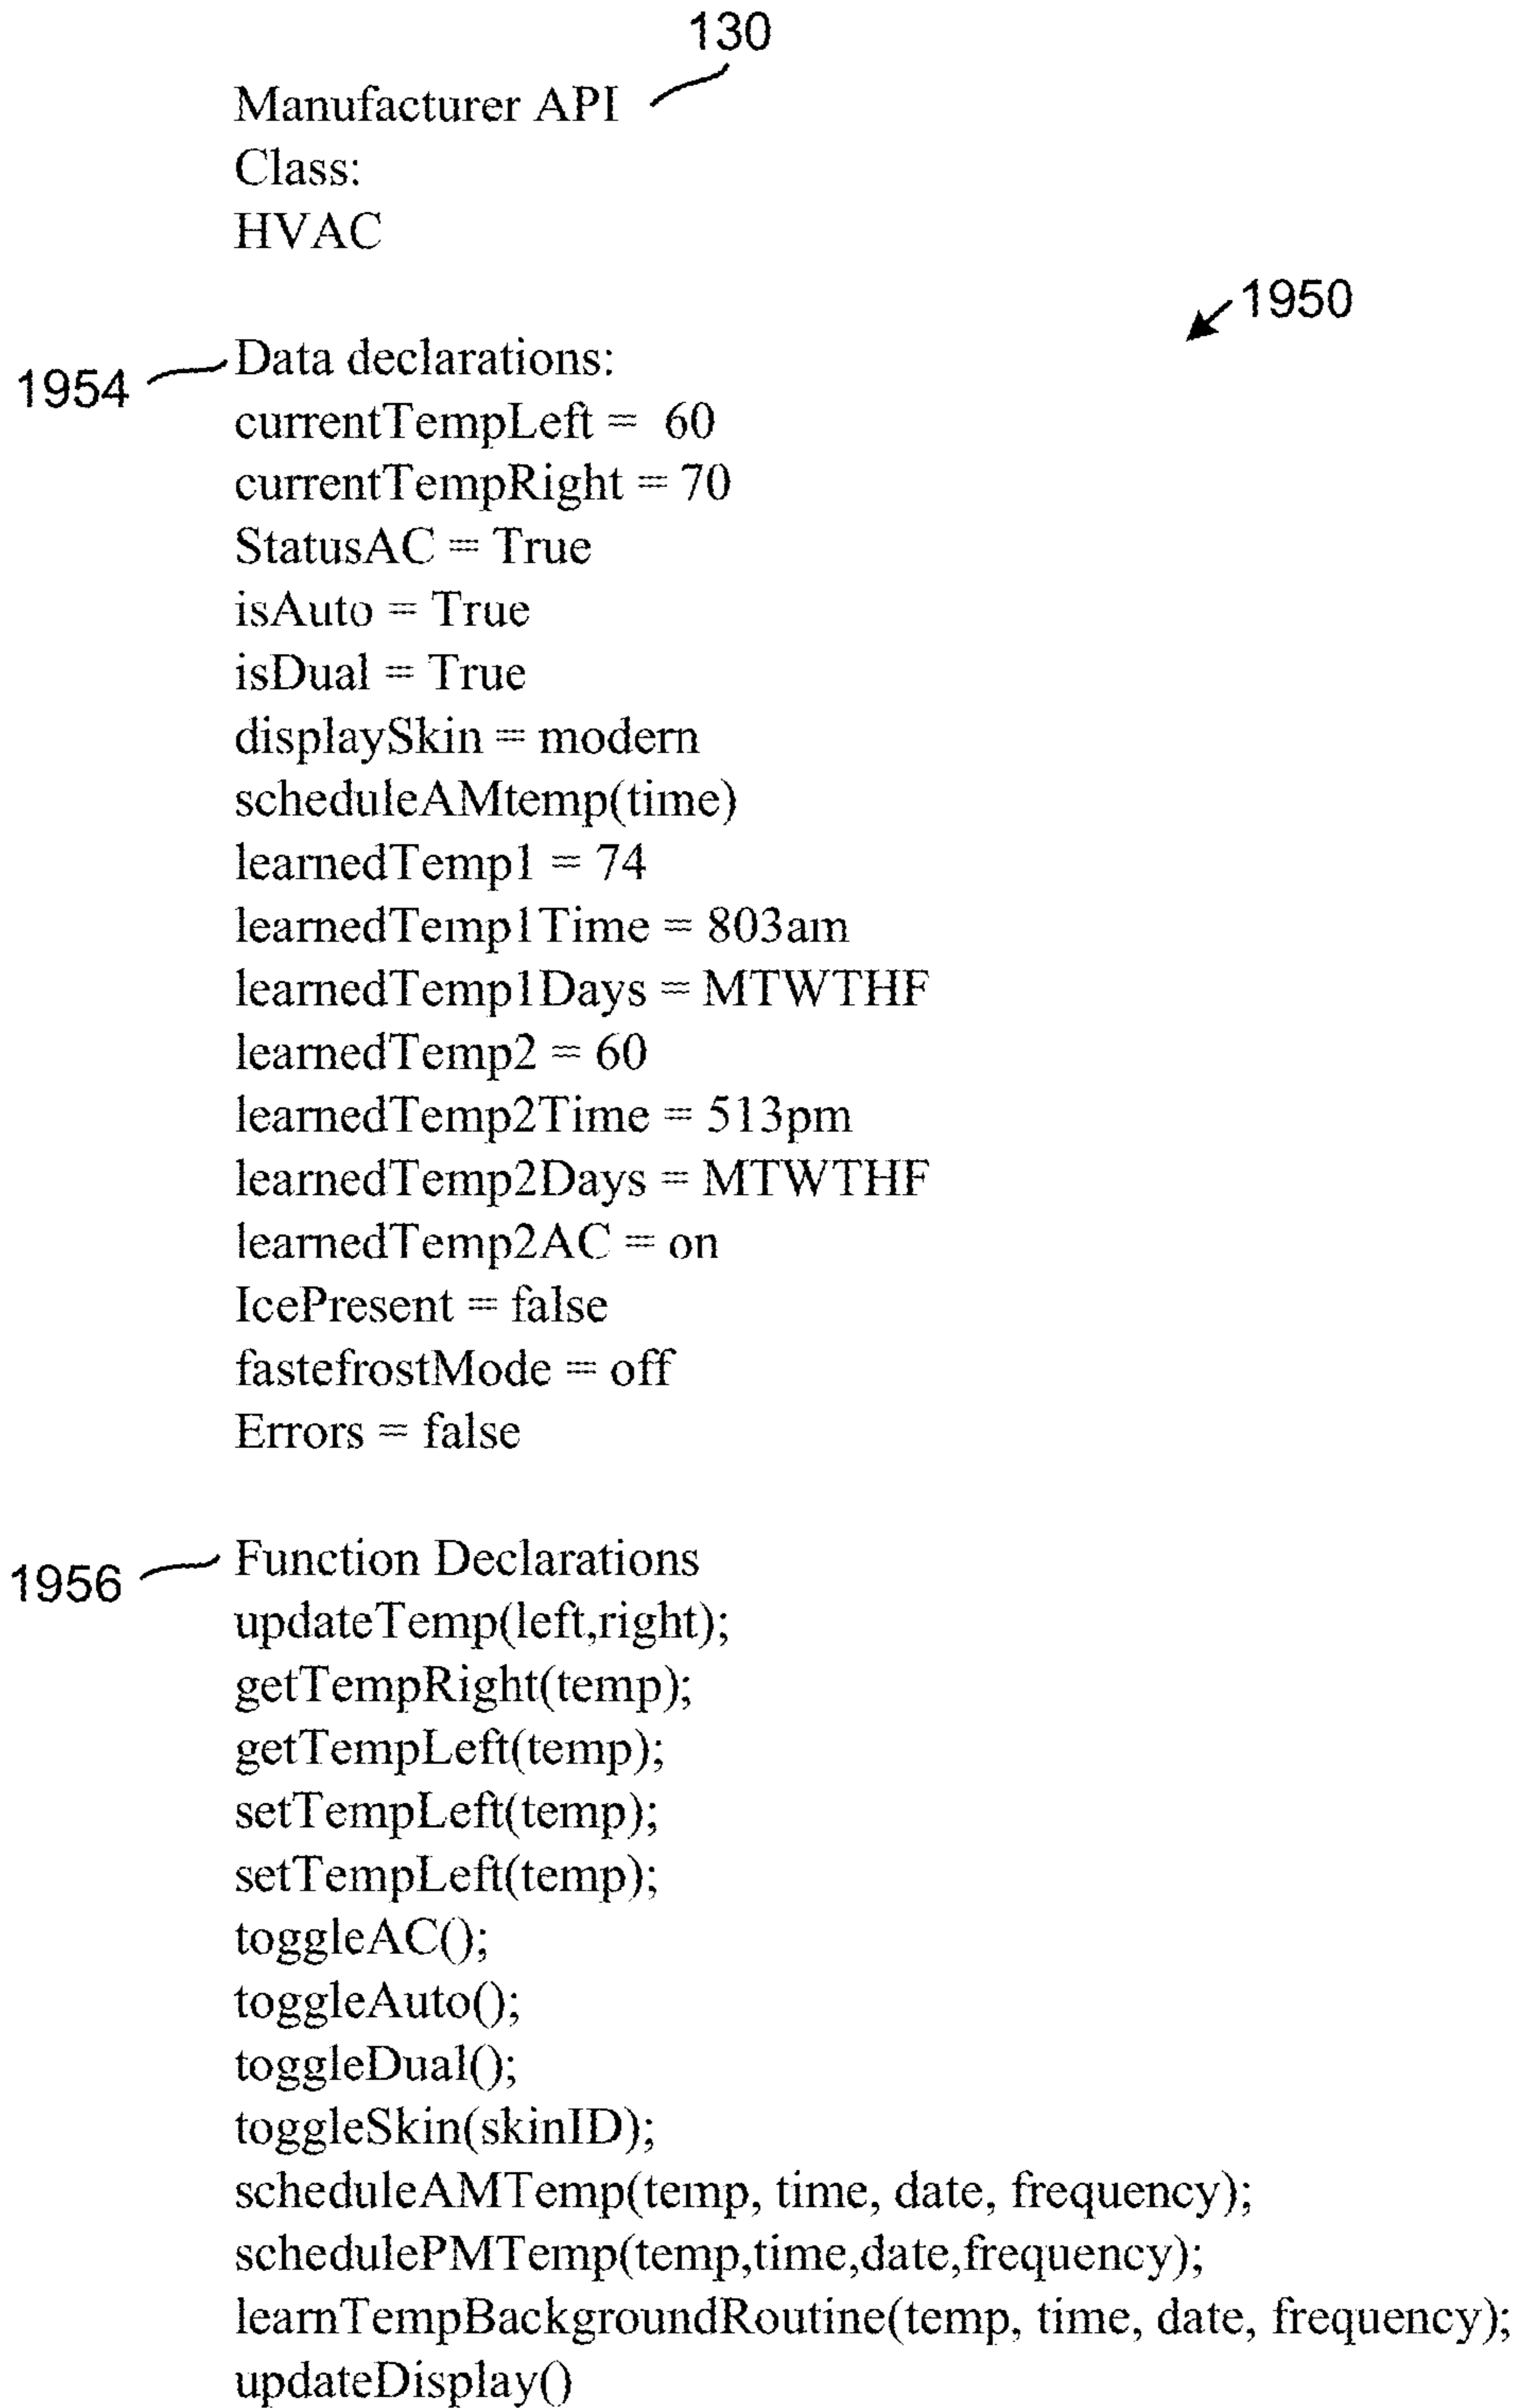 130
Manufacturer API
Class:
HVAC
1950
1954
Data declarations:
currentTempLeft = 60
currentTempRight = 70
StatusAC = True
isAuto = True
isDual = True
displaySkin = modern
scheduleAMtemp(time)
learnedTemp1 = 74
learnedTemp1Time = 803am
learnedTemp1Days = MTWTHF
learnedTemp2 = 60
learnedTemp2Time = 513pm
learnedTemp2Days = MTWTHF
learnedTemp2AC = on
IcePresent = false
fastefrostMode = off
Errors = false
1956
Function Declarations
updateTemp(left,right);
getTempRight(temp);
getTempLeft(temp);
setTempLeft(temp);
setTempLeft(temp);
toggleAC();
toggleAuto();
toggleDual();
toggleSkin(skinID);
scheduleAMTemp(temp, time, date, frequency);
schedulePMTemp(temp,time,date,frequency);
learnTempBackgroundRoutine(temp, time, date, frequency);
updateDisplay()